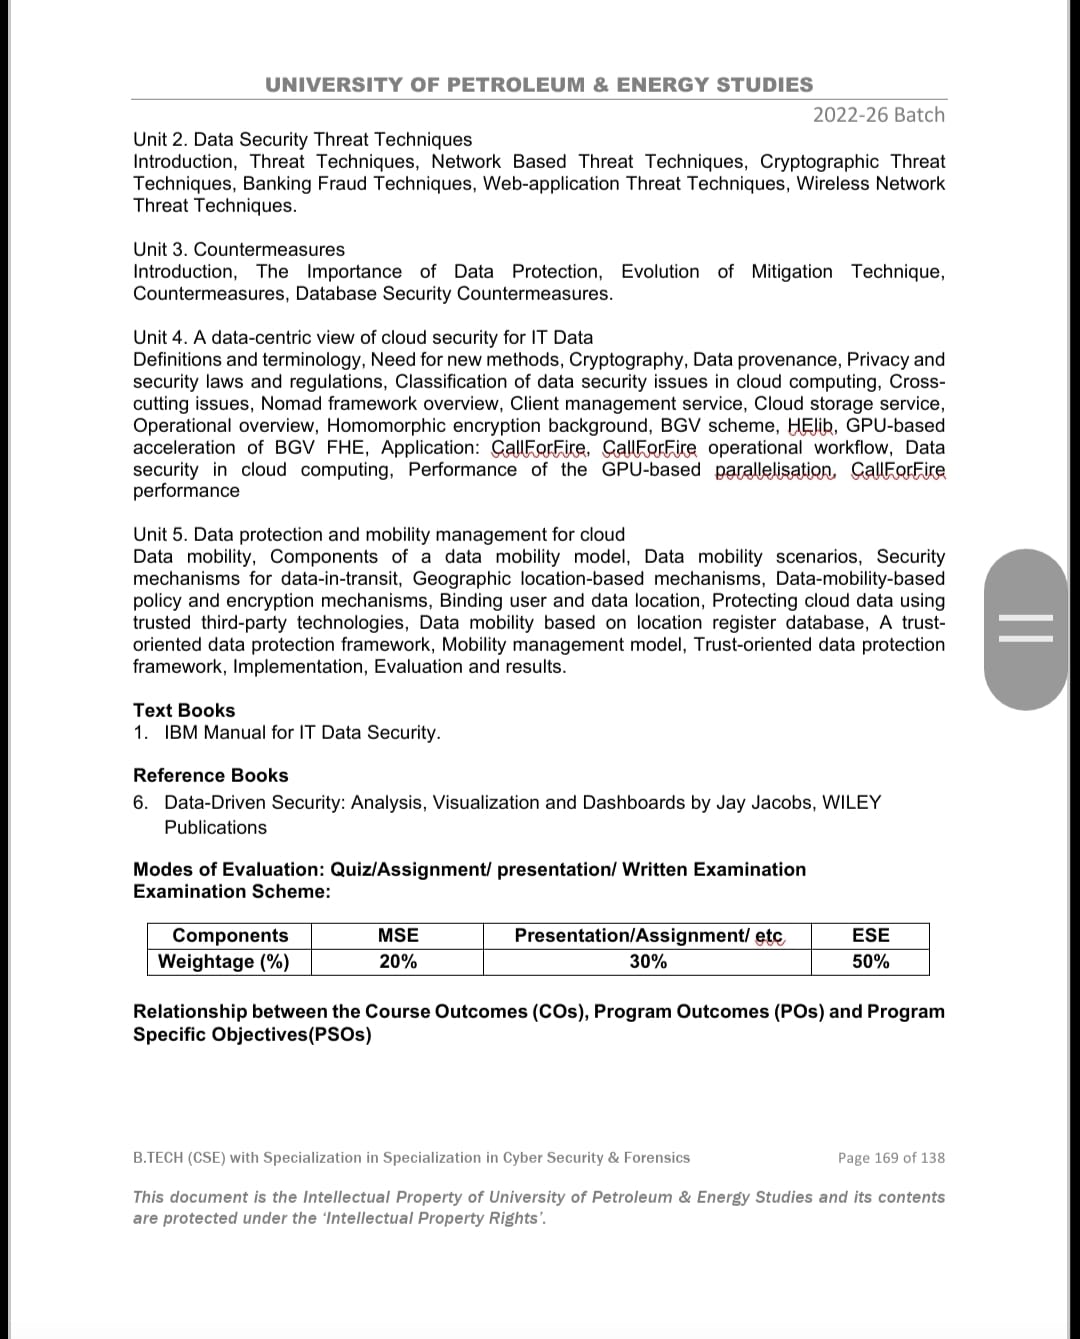 UNIVERSITY OF PETROLEUM & ENERGY STUDIES
2022-26 Batch
Unit 2. Data Security Threat Techniques
Introduction, Threat Techniques, Network Based Threat Techniques, Cryptographic Threat
Techniques, Banking Fraud Techniques, Web-application Threat Techniques, Wireless Network
Threat Techniques.
Unit 3. Countermeasures
Introduction, The Importance of Data Protection, Evolution of Mitigation Technique,
Countermeasures, Database Security Countermeasures.
Unit 4. A data-centric view of cloud security for IT Data
Definitions and terminology, Need for new methods, Cryptography, Data provenance, Privacy and
security laws and regulations, Classification of data security issues in cloud computing, Cross-
cutting issues, Nomad framework overview, Client management service, Cloud storage service,
Operational overview, Homomorphic encryption background, BGV scheme, HElib, GPU-based
acceleration of BGV FHE, Application: CallForFire, CallForFire operational workflow, Data
security in cloud computing, Performance of the GPU-based parallelisation, CallForFire
performance
Unit 5. Data protection and mobility management for cloud
Data mobility, Components of a data mobility model, Data mobility scenarios, Security
mechanisms for data-in-transit, Geographic location-based mechanisms, Data-mobility-based
policy and encryption mechanisms, Binding user and data location, Protecting cloud data using
trusted third-party technologies, Data mobility based on location register database, A trust-
oriented data protection framework, Mobility management model, Trust-oriented data protection
framework, Implementation, Evaluation and results.
Text Books
1. IBM Manual for IT Data Security.
Reference Books
6. Data-Driven Security: Analysis, Visualization and Dashboards by Jay Jacobs, WILEY
Publications
Modes of Evaluation: Quiz/Assignment/ presentation/ Written Examination
Examination Scheme:
Components MSE Presentation/Assignment/ etc ESE
Weightage (%) 20% 30% 50%
Relationship between the Course Outcomes (COs), Program Outcomes (POs) and Program
Specific Objectives(PSOs)
B.TECH (CSE) with Specialization in Specialization in Cyber Security & Forensics Page 169 of 138
This document is the Intellectual Property of University of Petroleum & Energy Studies and its contents
are protected under the ‘Intellectual Property Rights’.